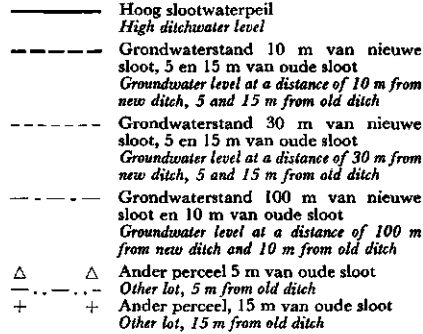 Hoog slootwaterpeil
High ditchwater level
Grondwaterstand 10 m van nieuwe
sloot, 5 en 15 m van oude sloot
Groundwater level at a distance of 10 m from
new ditch, 5 and 15 m from old ditch
Grondwaterstand 30 m van nieuwe
sloot, 5 en 15 m van oude sloot
Groundwater level at a distance of 30 m from
new ditch, 5 and 15 m from old ditch
Grondwaterstand 100 m van nieuwe
sloot en 10 m van oude sloot
Groundwater level at a distance of 100 m
from new ditch and 10 m from old ditch
Ander perceel 5 m van oude sloot
Other lot, 5 m from old ditch
Ander perceel, 15 m van oude sloot
Other lot, 15 m from old ditch